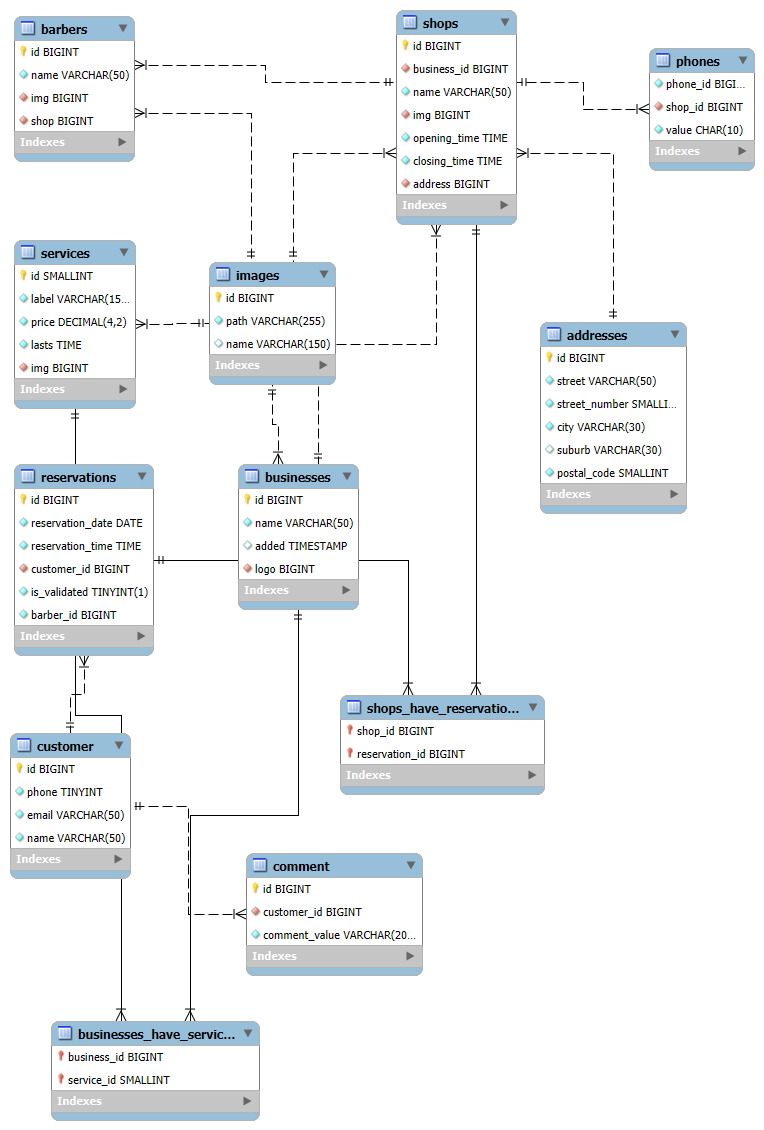 barbers
id BIGINT
name VARCHAR(50)
img BIGINT
shop BIGINT
Indexes
shops
id BIGINT
business_id BIGINT
name VARCHAR(50)
img BIGINT
opening_time TIME
closing_time TIME
address BIGINT
Indexes
phones
phone_id BIGI...
shop_id BIGINT
value CHAR(10)
Indexes
services
id SMALLINT
label VARCHAR(15...
price DECIMAL(4,2)
lasts TIME
img BIGINT
Indexes
images
id BIGINT
path VARCHAR(255)
name VARCHAR(150)
Indexes
addresses
id BIGINT
street VARCHAR(50)
street_number SMALLI...
city VARCHAR(30)
suburb VARCHAR(30)
postal_code SMALLINT
Indexes
reservations
id BIGINT
reservation_date DATE
reservation_time TIME
customer_id BIGINT
is_validated TINYINT(1)
barber_id BIGINT
Indexes
businesses
id BIGINT
name VARCHAR(50)
added TIMESTAMP
logo BIGINT
Indexes
shops_have_reservatio...
shop_id BIGINT
reservation_id BIGINT
Indexes
customer
id BIGINT
phone TINYINT
email VARCHAR(50)
name VARCHAR(50)
Indexes
comment
id BIGINT
customer_id BIGINT
comment_value VARCHAR(20...
Indexes
businesses_have_servic...
business_id BIGINT
service_id SMALLINT
Indexes